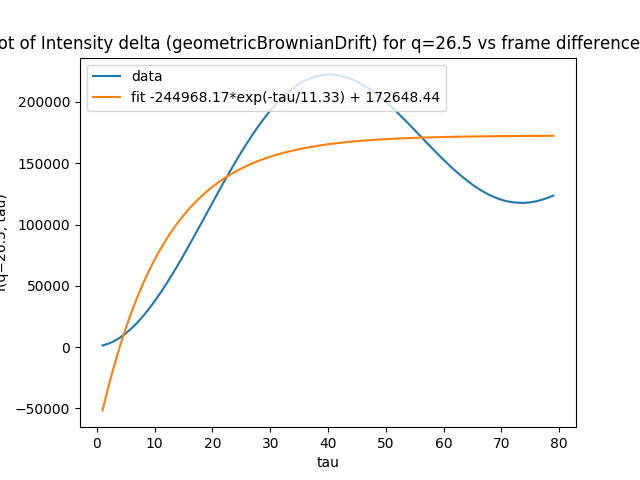 ot of Intensity delta (geometricBrownianDrift) for q=26.5 vs frame difference
data
fit -244968.17*exp(-tau/11.33) + 172648.44
200000
150000
100000
50000
0
−50000
(q=26.5, tau)
0 10 20 30 40 50 60 70 80
tau